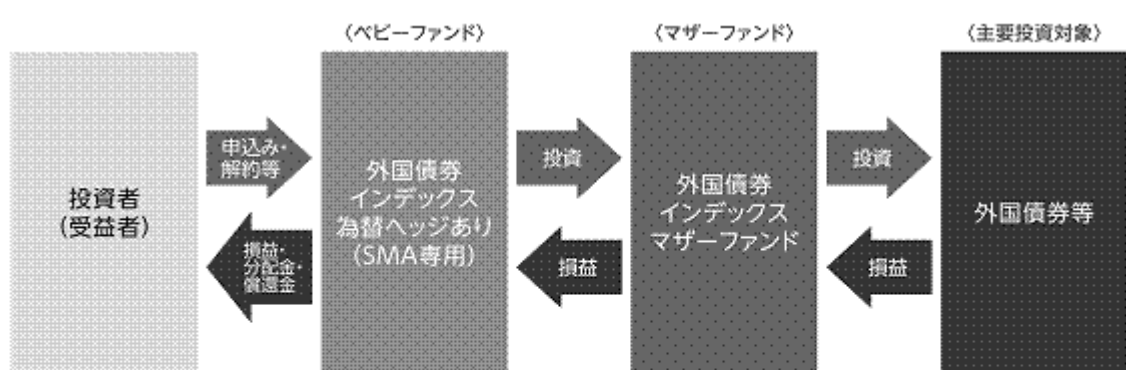 〈ベビーファンド〉
〈マザーファンド〉
〈主要投資対象〉
投資者
（受益者）
申込み・
解約等
損益・
分配金・
償還金
外国債券
インデックス
為替ヘッジあり
（SMA専用）
投資
損益
外国債券
インデックス
マザーファンド
投資
損益
外国債券等